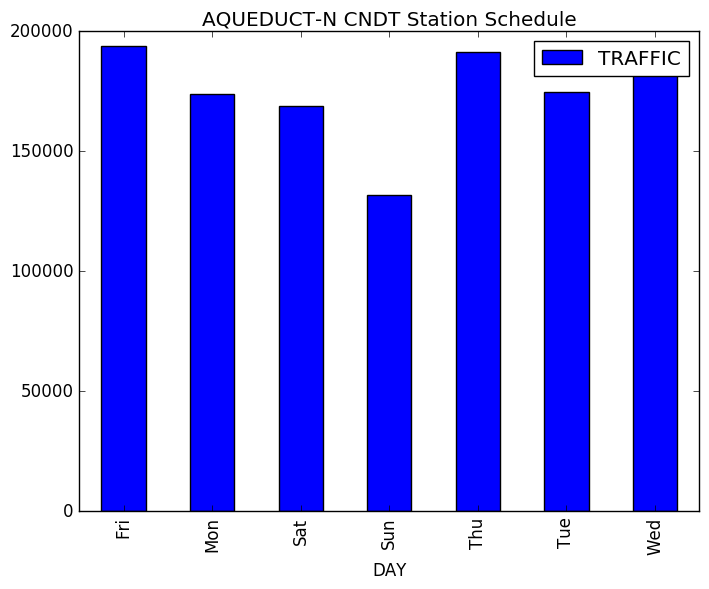 AQUEDUCT-N CNDT Station Schedule
TRAFFIC
200000
150000
100000
50000
0
Fri
Mon
Sat
Sun
Thu
Tue
Wed
DAY